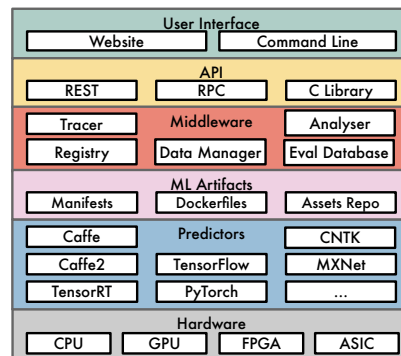 User Interface
Website Command Line
API
REST RPC C Library
Tracer Middleware Analyser
Registry Data Manager Eval Database
ML Artifacts
Manifests Dockerfiles Assets Repo
Caffe Predictors CNTK
Caffe2 TensorFlow MXNet
TensorRT PyTorch ...
Hardware
CPU GPU FPGA ASIC